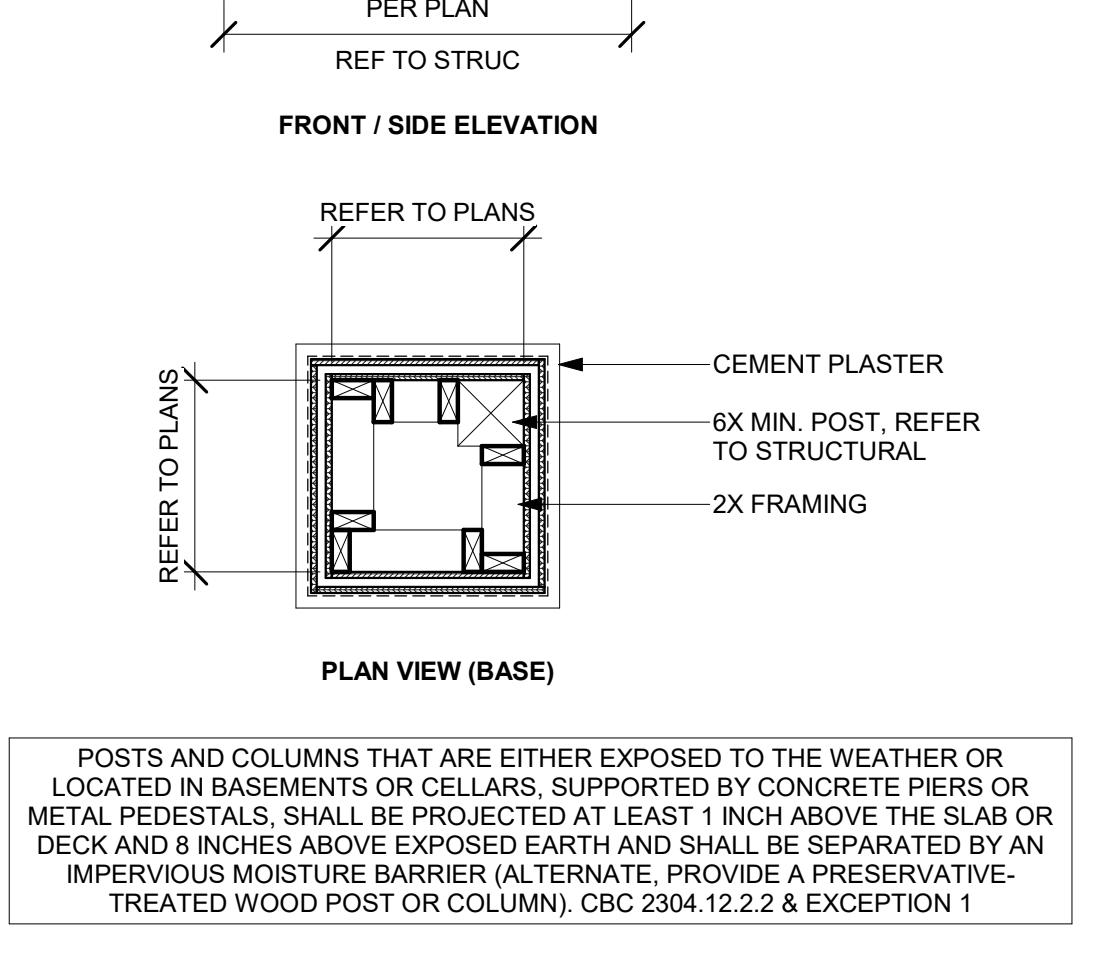 PER PLAN
REF TO STRUC
FRONT / SIDE ELEVATION
REFER TO PLANS
REFER TO PLANS
CEMENT PLASTER
6X MIN. POST, REFER
TO STRUCTURAL
2X FRAMING
PLAN VIEW (BASE)
POSTS AND COLUMNS THAT ARE EITHER EXPOSED TO THE WEATHER OR
LOCATED IN BASEMENTS OR CELLARS, SUPPORTED BY CONCRETE PIERS OR
METAL PEDESTALS, SHALL BE PROJECTED AT LEAST 1 INCH ABOVE THE SLAB OR
DECK AND 8 INCHES ABOVE EXPOSED EARTH AND SHALL BE SEPARATED BY AN
IMPERVIOUS MOISTURE BARRIER (ALTERNATE, PROVIDE A PRESERVATIVE-
TREATED WOOD POST OR COLUMN). CBC 2304.12.2.2 & EXCEPTION 1